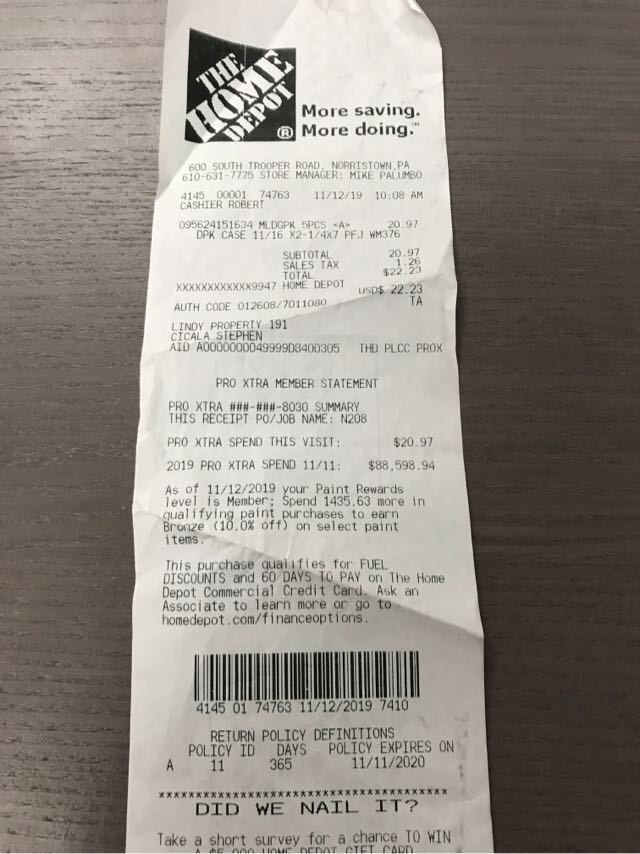 THE
HOME
DEPOT
®
More saving.
More doing.℠
600 SOUTH TROOPER ROAD, NORRISTOWN,PA
610-631-7775 STORE MANAGER: MIKE PALUMBO
4145 00001 74763 11/12/19 10:08 AM
CASHIER ROBERT
095624151634 MLDGPK 5PCS <A> 20.97
DPK CASE 11/16 X2-1/4X7 PFJ WM376
SUBTOTAL 20.97
SALES TAX 1.26
TOTAL $22.23
XXXXXXXXXXXX9947 HOME DEPOT
USD$ 22.23
AUTH CODE 012608/7011080 TA
LINDY PROPERTY 191
CICALA STEPHEN
AID A0000000049999D8400305 THD PLCC PROX
PRO XTRA MEMBER STATEMENT
PRO XTRA ###-###-8030 SUMMARY
THIS RECEIPT PO/JOB NAME: N208
PRO XTRA SPEND THIS VISIT: $20.97
2019 PRO XTRA SPEND 11/11: $88,598.94
As of 11/12/2019 your Paint Rewards
level is Member; Spend 1435.63 more in
qualifying paint purchases to earn
Bronze (10.0% off) on select paint
items.
This purchase qualifies for FUEL
DISCOUNTS and 60 DAYS TO PAY on The Home
Depot Commercial Credit Card. Ask an
Associate to learn more or go to
homedepot.com/financeoptions.
4145 01 74763 11/12/2019 7410
RETURN POLICY DEFINITIONS
POLICY ID DAYS POLICY EXPIRES ON
A 11 365 11/11/2020
*******************************************
DID WE NAIL IT?
Take a short survey for a chance TO WIN
A $5,000 HOME DEPOT GIFT CARD